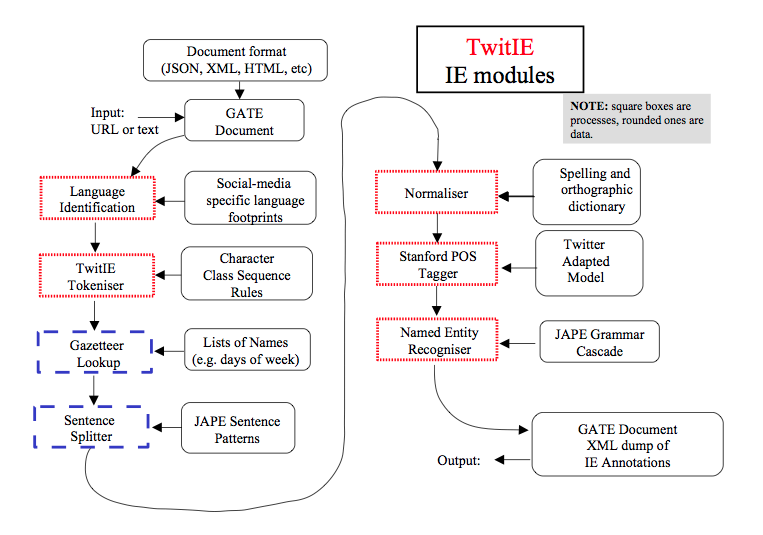 TwitIE
IE modules
NOTE: square boxes are
processes, rounded ones are
data.
Document format
(JSON, XML, HTML, etc)
Input:
URL or text
GATE
Document
Language
Identification
Social-media
specific language
footprints
TwitIE
Tokeniser
Character
Class Sequence
Rules
Gazetteer
Lookup
Lists of Names
(e.g. days of week)
Sentence
Splitter
JAPE Sentence
Patterns
Normaliser
Spelling and
orthographic
dictionary
Stanford POS
Tagger
Twitter
Adapted
Model
Named Entity
Recogniser
JAPE Grammar
Cascade
GATE Document
XML dump of
IE Annotations
Output: